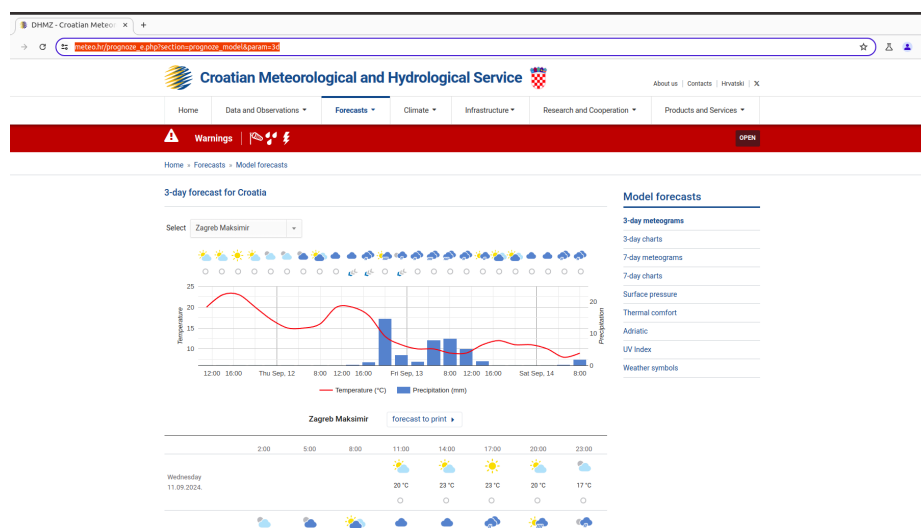 DHMZ - Croatian Meteorol
meteo.hr/prognoze_e.php?section=prognoze_model&param=3d
Croatian Meteorological and Hydrological Service
About us | Contacts | Hrvatski | X
Home Data and Observations Forecasts Climate Infrastructure Research and Cooperation Products and Services
Warnings OPEN
Home » Forecasts » Model forecasts
3-day forecast for Croatia
Select Zagreb Maksimir
25
20
15
10
Temperature
20
10
0
Precipitation
12:00 16:00 Thu Sep, 12 8:00 12:00 16:00 Fri Sep, 13 8:00 12:00 16:00 Sat Sep, 14 8:00
Temperature (°C) Precipitation (mm)
Zagreb Maksimir forecast to print
2:00 5:00 8:00 11:00 14:00 17:00 20:00 23:00
Wednesday
11.09.2024.
20 °C 23 °C 23 °C 20 °C 17 °C
Model forecasts
3-day meteograms
3-day charts
7-day meteograms
7-day charts
Surface pressure
Thermal comfort
Adriatic
UV Index
Weather symbols